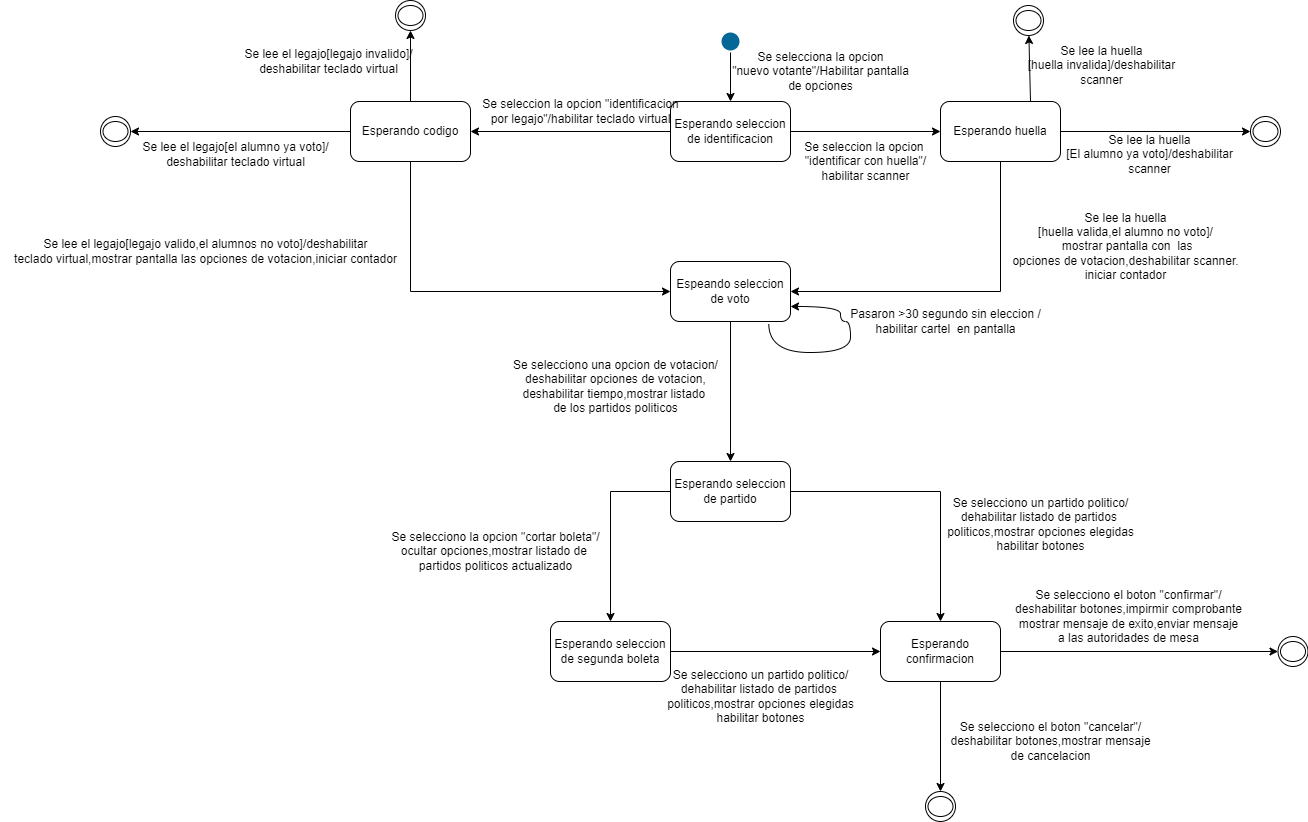 Se lee el legajo[legajo invalido]/
deshabilitar teclado virtual
Se selecciona la opcion
"nuevo votante"/Habilitar pantalla
de opciones
Se lee la huella
[huella invalida]/deshabilitar
scanner
Esperando codigo
Se seleccion la opcion "identificacion
por legajo"/habilitar teclado virtual
Esperando seleccion
de identificacion
Esperando huella
Se lee el legajo[el alumno ya voto]/
deshabilitar teclado virtual
Se seleccion la opcion
"identificar con huella"/
habilitar scanner
Se lee la huella
[El alumno ya voto]/deshabilitar
scanner
Se lee el legajo[legajo valido,el alumnos no voto]/deshabilitar
teclado virtual,mostrar pantalla las opciones de votacion,iniciar contador
Se lee la huella
[huella valida,el alumno no voto]/
mostrar pantalla con  las
opciones de votacion,deshabilitar scanner.
iniciar contador
Espeando seleccion
de voto
Pasaron >30 segundo sin eleccion /
habilitar cartel  en pantalla
Se selecciono una opcion de votacion/
deshabilitar opciones de votacion,
deshabilitar tiempo,mostrar listado
de los partidos politicos
Esperando seleccion
de partido
Se selecciono la opcion "cortar boleta"/
ocultar opciones,mostrar listado de
partidos politicos actualizado
Se selecciono un partido politico/
dehabilitar listado de partidos
politicos,mostrar opciones elegidas
habilitar botones
Esperando seleccion
de segunda boleta
Se selecciono un partido politico/
dehabilitar listado de partidos
politicos,mostrar opciones elegidas
habilitar botones
Esperando
confirmacion
Se selecciono el boton "confirmar"/
deshabilitar botones,impirmir comprobante
mostrar mensaje de exito,enviar mensaje
a las autoridades de mesa
Se selecciono el boton "cancelar"/
deshabilitar botones,mostrar mensaje
de cancelacion